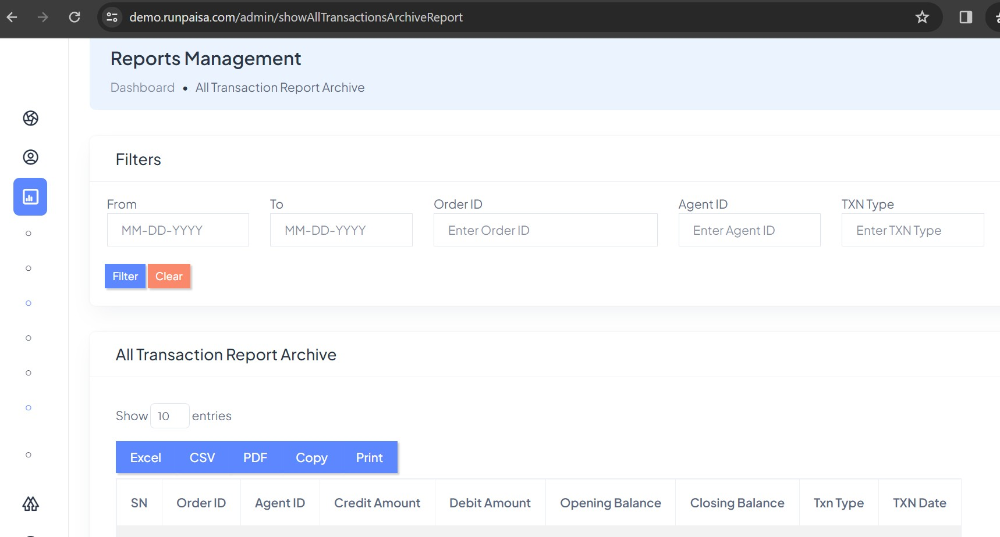 demo.runpaisa.com/admin/showAllTransactionsArchiveReport
Reports Management
Dashboard • All Transaction Report Archive
Filters
From To Order ID Agent ID TXN Type
MM-DD-YYYY MM-DD-YYYY Enter Order ID Enter Agent ID Enter TXN Type
Filter Clear
All Transaction Report Archive
Show 10 entries
Excel CSV PDF Copy Print
SN Order ID Agent ID Credit Amount Debit Amount Opening Balance Closing Balance Txn Type TXN Date